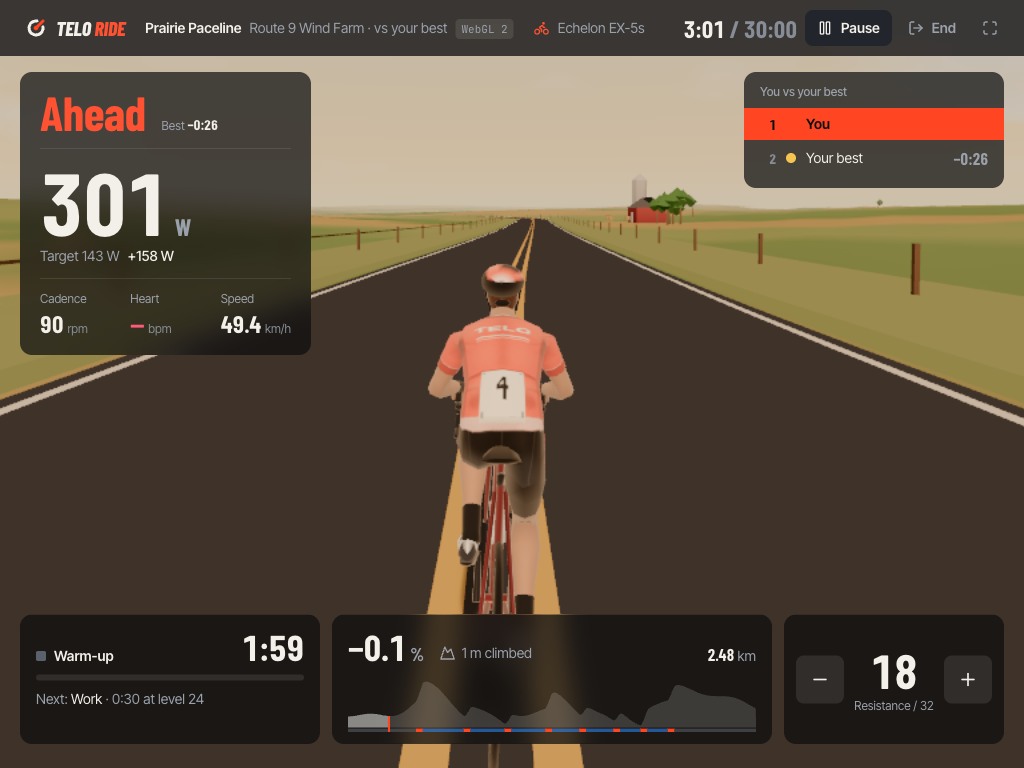 TELO RIDE Prairie Paceline Route 9 Wind Farm · vs your best WebGL 2 Echelon EX-5s 3:01 / 30:00 Pause End
Ahead Best −0:26
301 W
Target 143 W +158 W
Cadence Heart Speed
90 rpm – bpm 49.4 km/h
You vs your best
1 You
2 Your best −0:26
TELO
4
Warm-up 1:59
Next: Work · 0:30 at level 24
−0.1 % 1 m climbed 2.48 km
− 18 +
Resistance / 32